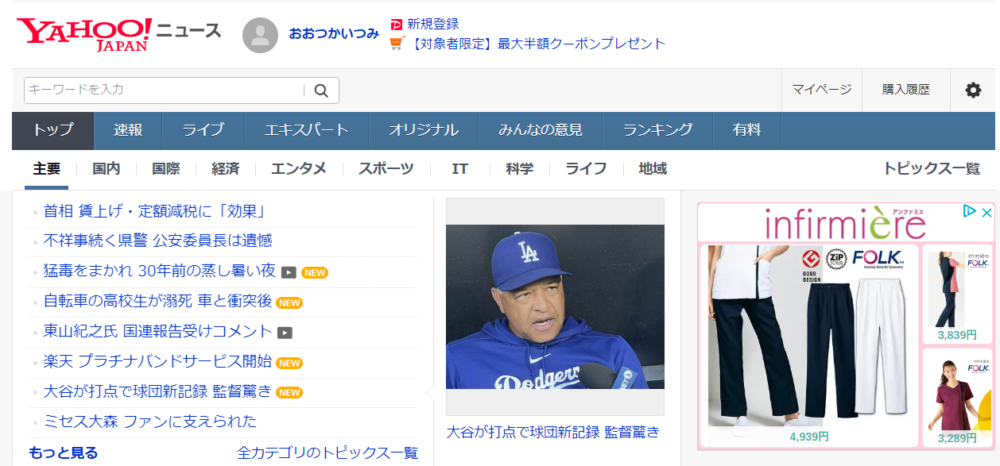 YAHOO! JAPAN ニュース
おおつかいつみ
新規登録
【対象者限定】最大半額クーポンプレゼント
キーワードを入力
マイページ
購入履歴
トップ 速報 ライブ エキスパート オリジナル みんなの意見 ランキング 有料
主要 国内 国際 経済 エンタメ スポーツ IT 科学 ライフ 地域 トピックス一覧
首相 賃上げ・定額減税に「効果」
不祥事続く県警 公安委員長は遺憾
猛毒をまかれ 30年前の蒸し暑い夜 NEW
自転車の高校生が溺死 車と衝突後 NEW
東山紀之氏 国連報告受けコメント
楽天 プラチナバンドサービス開始 NEW
大谷が打点で球団新記録 監督驚き NEW
ミセス大森 ファンに支えられた
もっと見る 全カテゴリのトピックス一覧
LA
Dodgers
大谷が打点で球団新記録 監督驚き
アンファミエ
infirmière
GOOD DESIGN
ZIP SCRUB
FOLK
Creating Value for Customers
4,939円
infirmière
FOLK
3,839円
infirmière
FOLK
3,289円